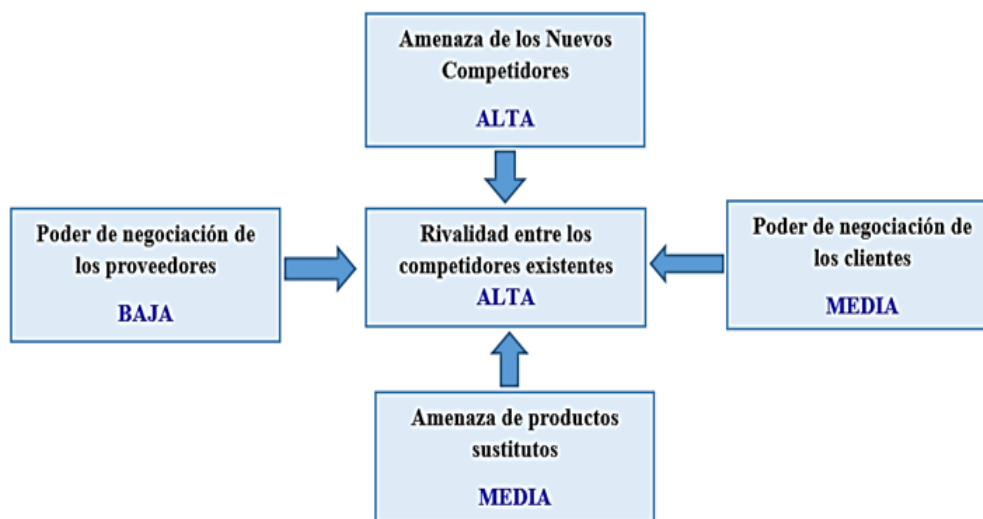 Amenaza de los Nuevos
Competidores
ALTA
Poder de negociación de
los proveedores
BAJA
Rivalidad entre los
competidores existentes
ALTA
Poder de negociación de
los clientes
MEDIA
Amenaza de productos
sustitutos
MEDIA